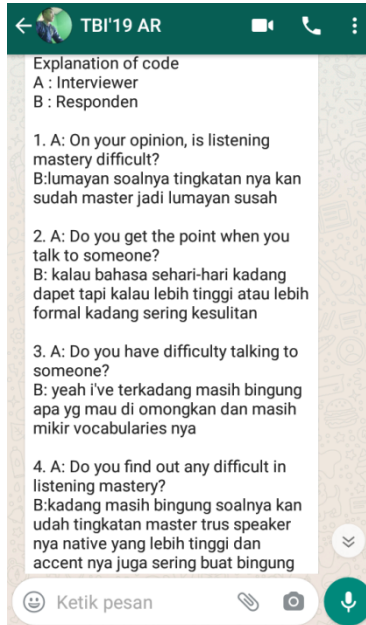 TBI'19 AR
Explanation of code
A : Interviewer
B : Responden
1. A: On your opinion, is listening
mastery difficult?
B:lumayan soalnya tingkatan nya kan
sudah master jadi lumayan susah
2. A: Do you get the point when you
talk to someone?
B: kalau bahasa sehari-hari kadang
dapet tapi kalau lebih tinggi atau lebih
formal kadang sering kesulitan
3. A: Do you have difficulty talking to
someone?
B: yeah i've terkadang masih bingung
apa yg mau di omongkan dan masih
mikir vocabularies nya
4. A: Do you find out any difficult in
listening mastery?
B:kadang masih bingung soalnya kan
udah tingkatan master trus speaker
nya native yang lebih tinggi dan
accent nya juga sering buat bingung
Ketik pesan